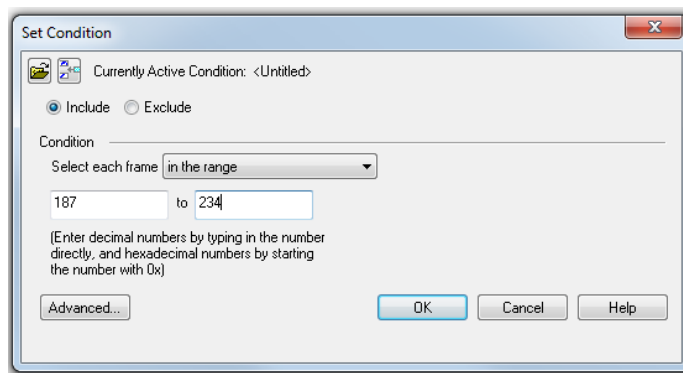 Set Condition
Currently Active Condition: <Untitled>
Include Exclude
Condition
Select each frame in the range
187 to 234
(Enter decimal numbers by typing in the number
directly, and hexadecimal numbers by starting
the number with 0x)
Advanced... OK Cancel Help